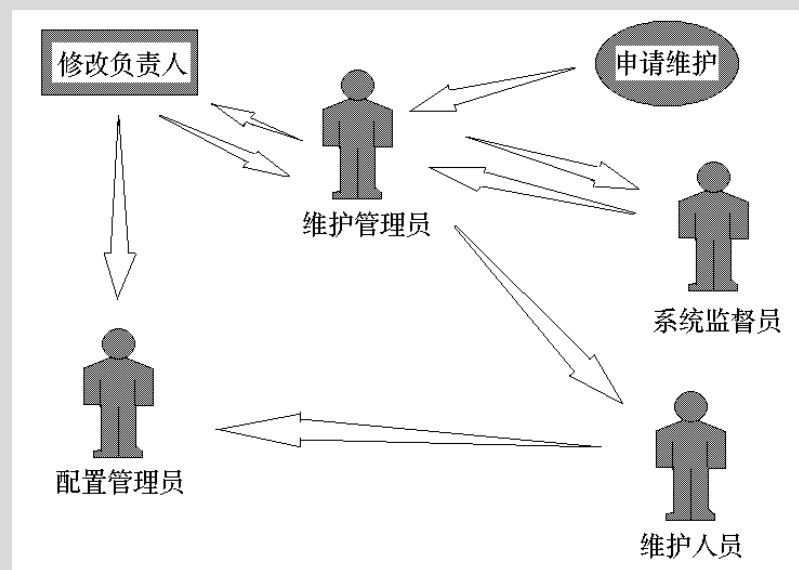 修改负责人
申请维护
维护管理员
系统监督员
配置管理员
维护人员